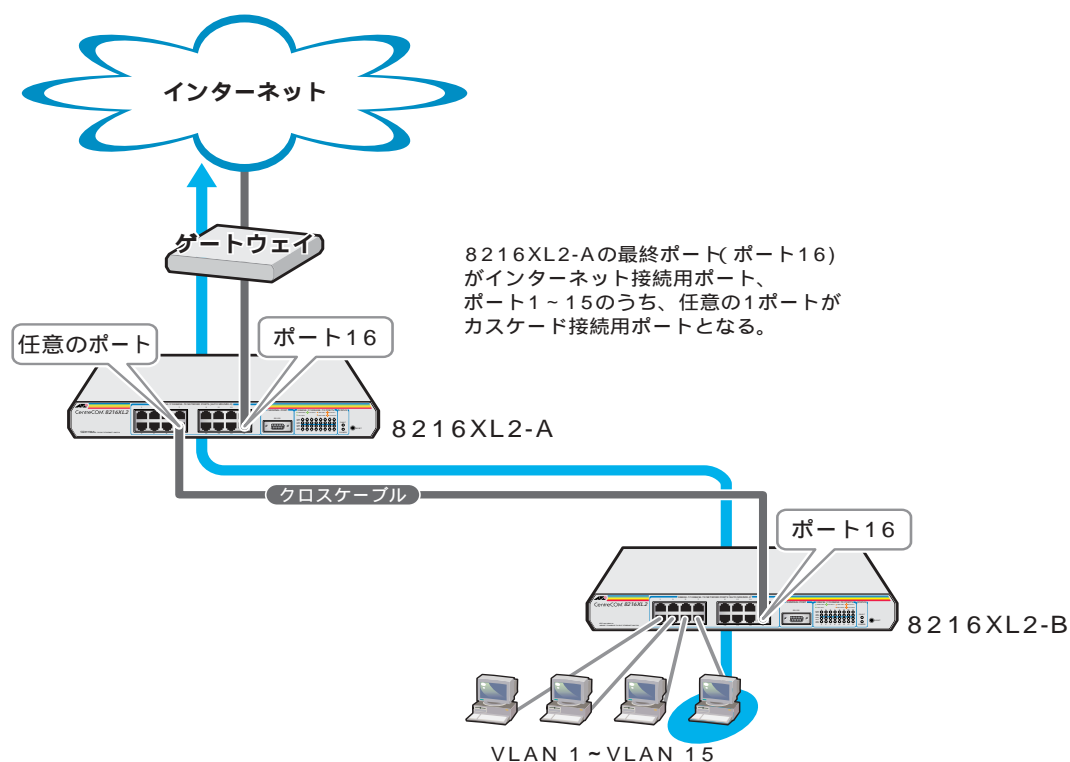 インターネット
ゲートウェイ
8216XL2-Aの最終ポート(ポート16)
がインターネット接続用ポート、
ポート1~15のうち、任意の1ポートが
カスケード接続用ポートとなる。
任意のポート
ポート16
CentreCOM 8216XL2
8216XL2-A
クロスケーブル
ポート16
CentreCOM 8216XL2
8216XL2-B
VLAN 1~VLAN 15